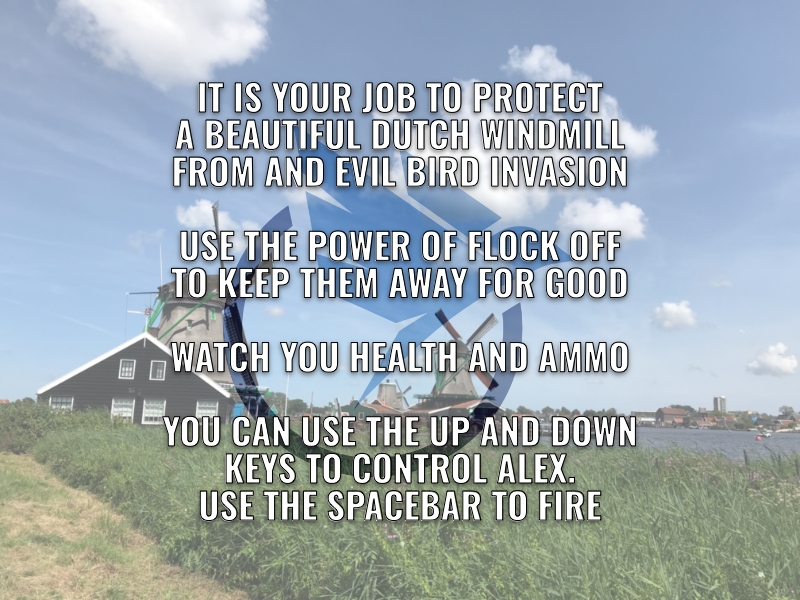 IT IS YOUR JOB TO PROTECT
A BEAUTIFUL DUTCH WINDMILL
FROM AND EVIL BIRD INVASION
USE THE POWER OF FLOCK OFF
TO KEEP THEM AWAY FOR GOOD
WATCH YOU HEALTH AND AMMO
YOU CAN USE THE UP AND DOWN
KEYS TO CONTROL ALEX.
USE THE SPACEBAR TO FIRE